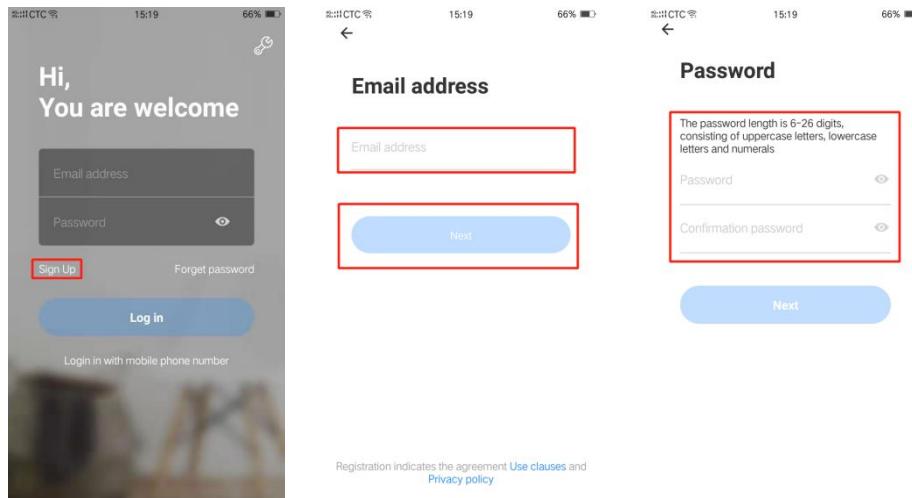 CTC 15:19 66%
Hi,
You are welcome
Email address
Password
Sign Up Forget password
Log in
Login in with mobile phone number
CTC 15:19 66%
Email address
Email address
Next
Registration indicates the agreement Use clauses and
Privacy policy
CTC 15:19 66%
Password
The password length is 6-26 digits,
consisting of uppercase letters, lowercase
letters and numerals
Password
Confirmation password
Next